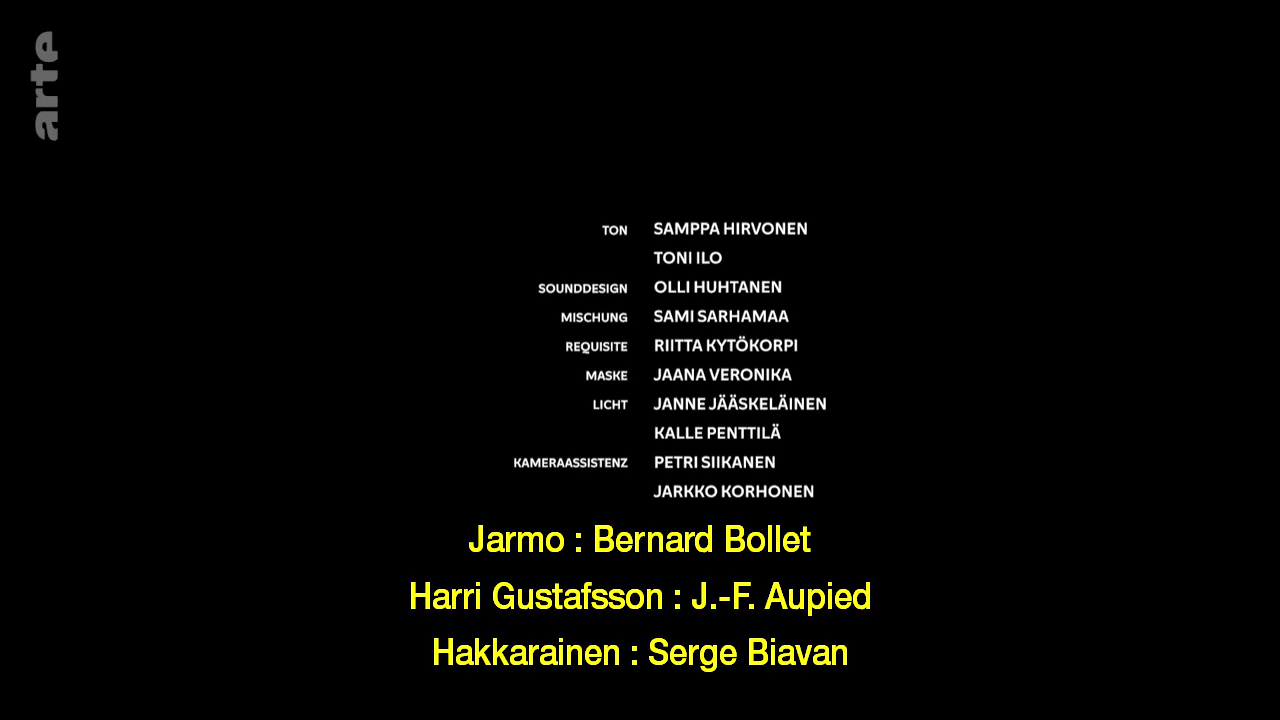 arte
TON SAMPPA HIRVONEN
TONI ILO
SOUNDDESIGN OLLI HUHTANEN
MISCHUNG SAMI SARHAMAA
REQUISITE RIITTA KYTÖKORPI
MASKE JAANA VERONIKA
LICHT JANNE JÄÄSKELÄINEN
KALLE PENTTILÄ
KAMERAASSISTENZ PETRI SIIKANEN
JARKKO KORHONEN
Jarmo : Bernard Bollet
Harri Gustafsson : J.-F. Aupied
Hakkarainen : Serge Biavan